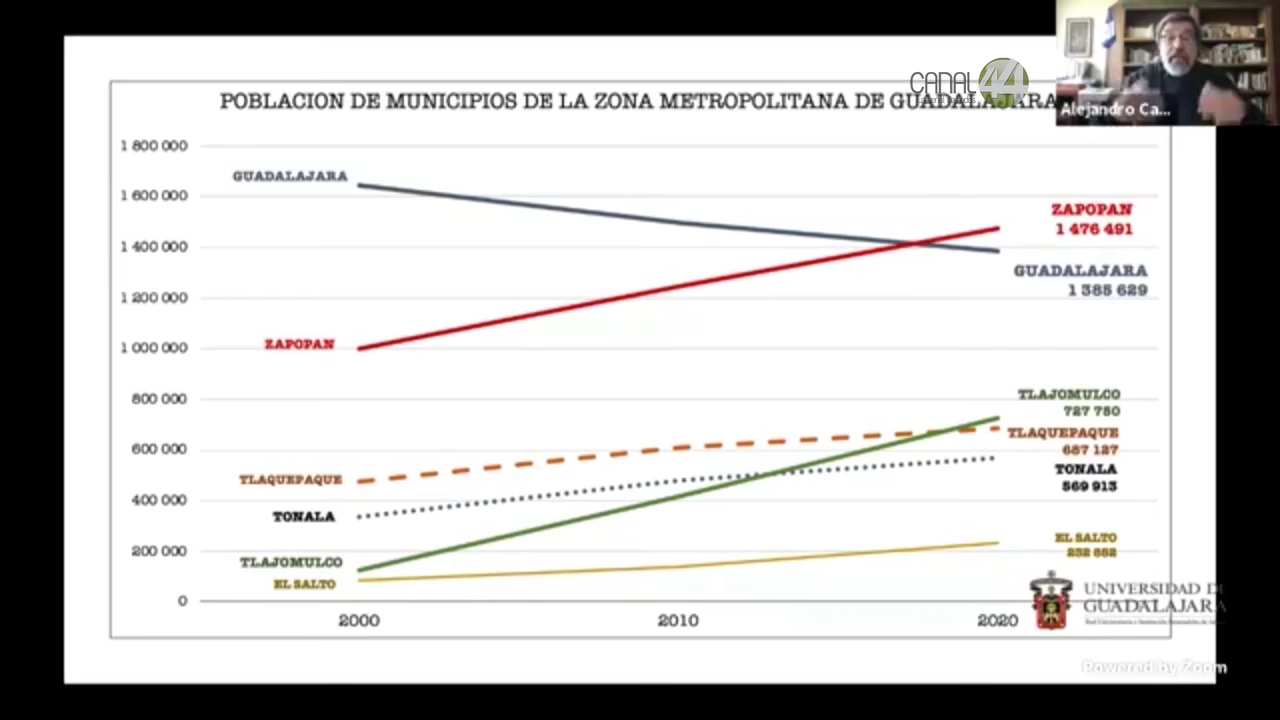 CANAL 44
Alejandro Ca...
POBLACION DE MUNICIPIOS DE LA ZONA METROPOLITANA DE GUADALAJARA
1 800 000
1 600 000
1 400 000
1 200 000
1 000 000
800 000
600 000
400 000
200 000
0
GUADALAJARA
ZAPOPAN
TLAQUEPAQUE
TONALA
TLAJOMULCO
EL SALTO
ZAPOPAN
1 476 491
GUADALAJARA
1 385 629
TLAJOMULCO
727 750
TLAQUEPAQUE
687 127
TONALA
569 913
EL SALTO
2000
2010
2020
UNIVERSIDAD DE
GUADALAJARA
Powered by Zoom